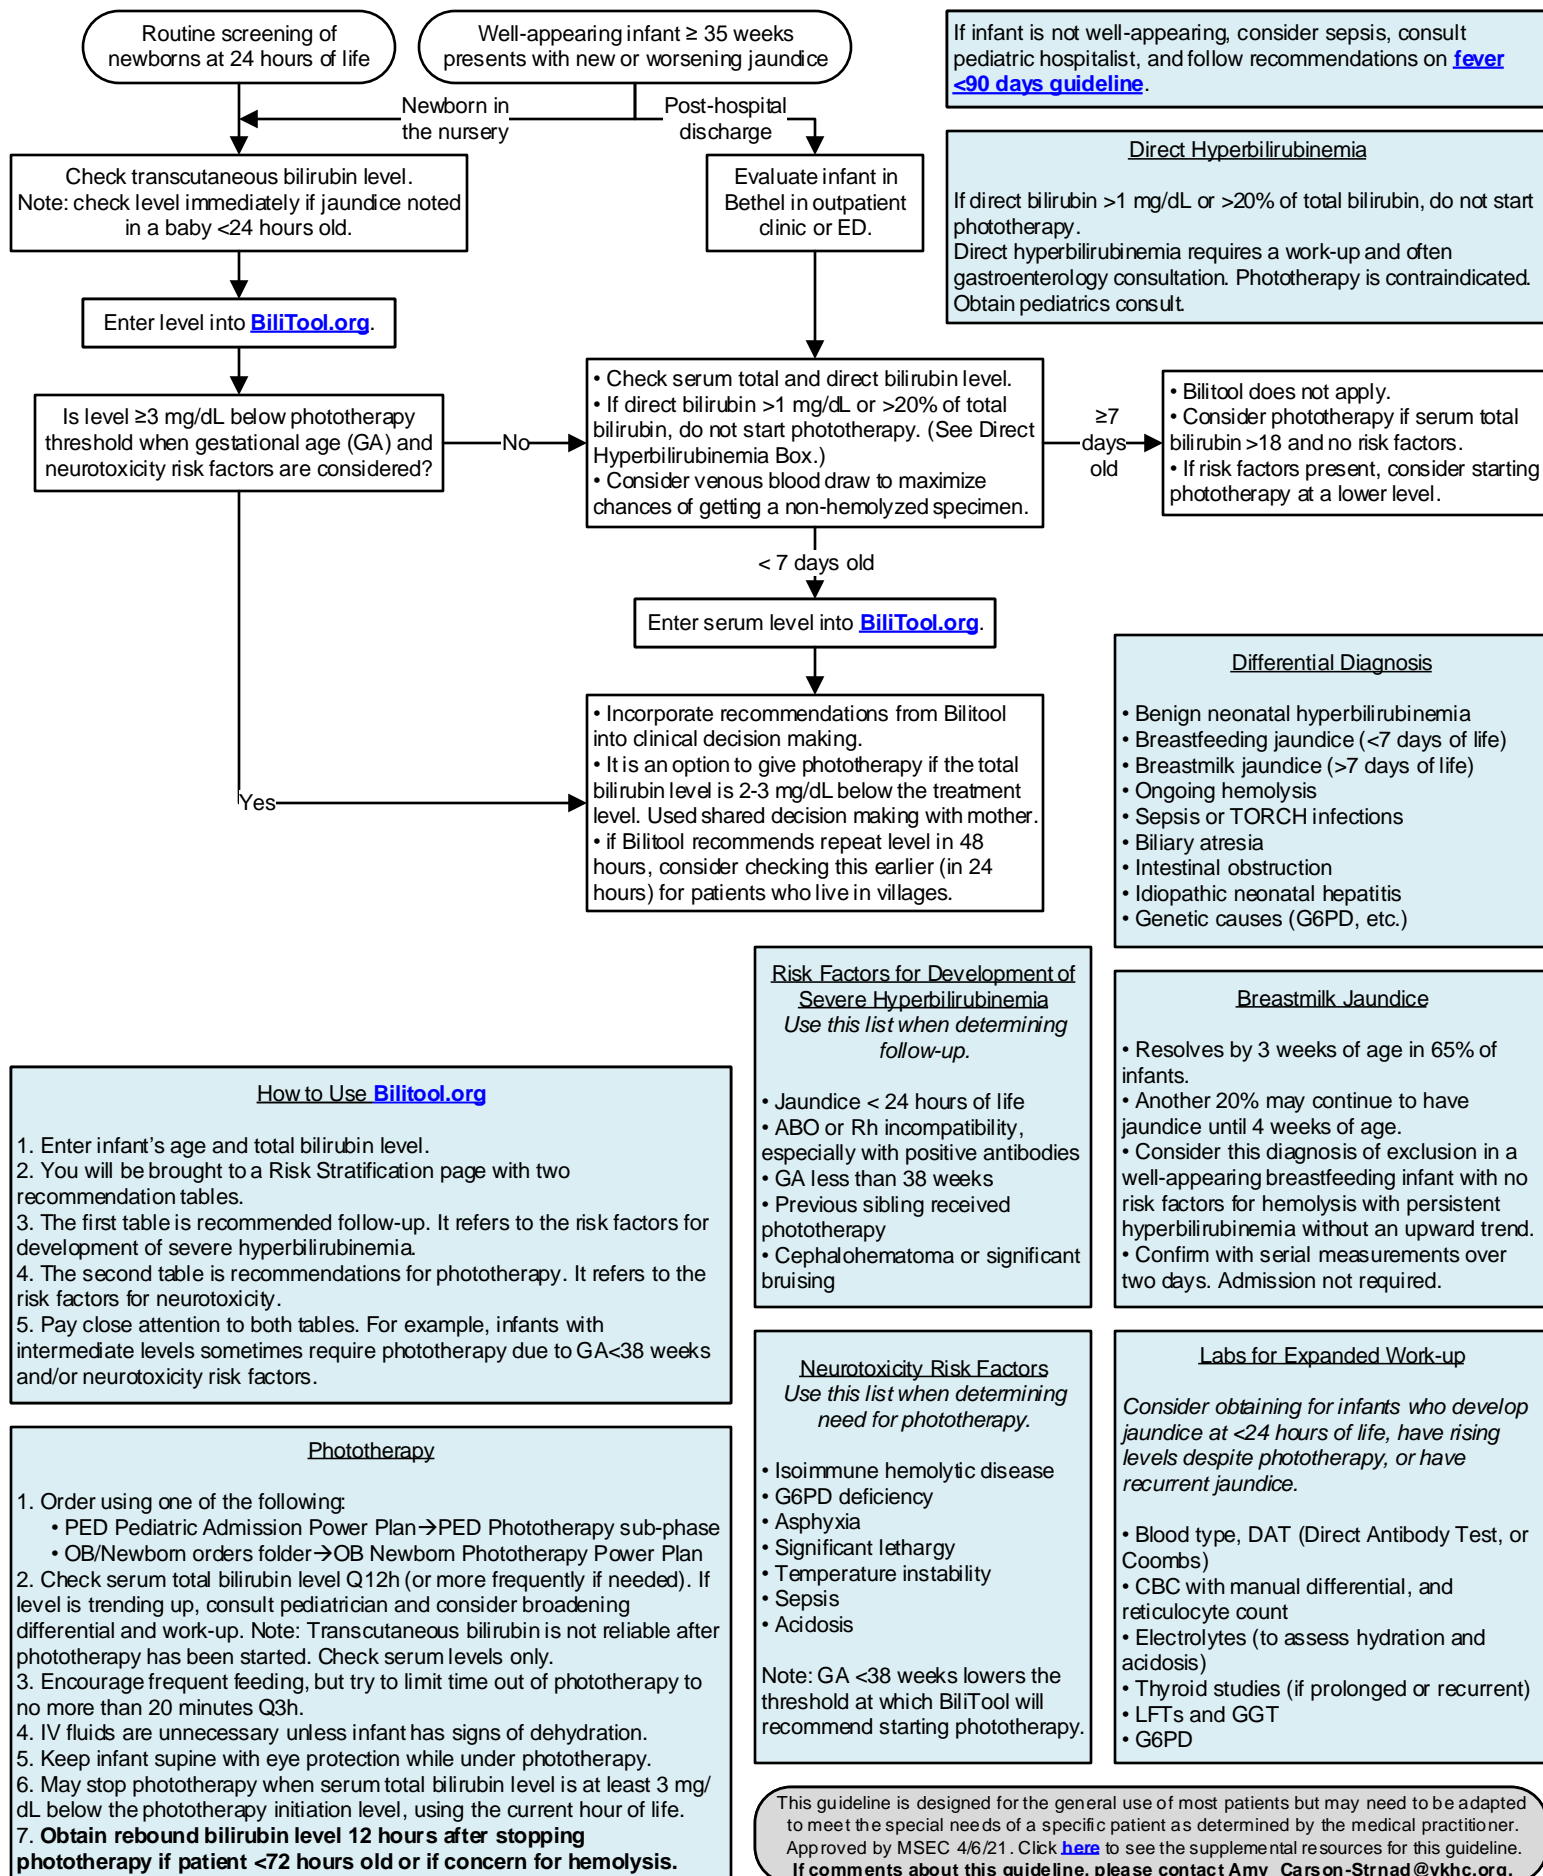 Routine screening of
newborns at 24 hours of life
Well-appearing infant ≥ 35 weeks
presents with new or worsening jaundice
If infant is not well-appearing, consider sepsis, consult
pediatric hospitalist, and follow recommendations on fever
<90 days guideline.
Newborn in
the nursery
Post-hospital
discharge
Direct Hyperbilirubinemia
If direct bilirubin >1 mg/dL or >20% of total bilirubin, do not start
phototherapy.
Direct hyperbilirubinemia requires a work-up and often
gastroenterology consultation. Phototherapy is contraindicated.
Obtain pediatrics consult.
Check transcutaneous bilirubin level.
Note: check level immediately if jaundice noted
in a baby <24 hours old.
Evaluate infant in
Bethel in outpatient
clinic or ED.
Enter level into BiliTool.org.
Is level ≥3 mg/dL below phototherapy
threshold when gestational age (GA) and
neurotoxicity risk factors are considered?
No
• Check serum total and direct bilirubin level.
• If direct bilirubin >1 mg/dL or >20% of total
bilirubin, do not start phototherapy. (See Direct
Hyperbilirubinemia Box.)
• Consider venous blood draw to maximize
chances of getting a non-hemolyzed specimen.
≥7
days
old
• Bilitool does not apply.
• Consider phototherapy if serum total
bilirubin >18 and no risk factors.
• If risk factors present, consider starting
phototherapy at a lower level.
< 7 days old
Enter serum level into BiliTool.org.
Yes
• Incorporate recommendations from Bilitool
into clinical decision making.
• It is an option to give phototherapy if the total
bilirubin level is 2-3 mg/dL below the treatment
level. Used shared decision making with mother.
• if Bilitool recommends repeat level in 48
hours, consider checking this earlier (in 24
hours) for patients who live in villages.
Differential Diagnosis
• Benign neonatal hyperbilirubinemia
• Breastfeeding jaundice (<7 days of life)
• Breastmilk jaundice (>7 days of life)
• Ongoing hemolysis
• Sepsis or TORCH infections
• Biliary atresia
• Intestinal obstruction
• Idiopathic neonatal hepatitis
• Genetic causes (G6PD, etc.)
Risk Factors for Development of
Severe Hyperbilirubinemia
Use this list when determining
follow-up.
• Jaundice < 24 hours of life
• ABO or Rh incompatibility,
especially with positive antibodies
• GA less than 38 weeks
• Previous sibling received
phototherapy
• Cephalohematoma or significant
bruising
Breastmilk Jaundice
• Resolves by 3 weeks of age in 65% of
infants.
• Another 20% may continue to have
jaundice until 4 weeks of age.
• Consider this diagnosis of exclusion in a
well-appearing breastfeeding infant with no
risk factors for hemolysis with persistent
hyperbilirubinemia without an upward trend.
• Confirm with serial measurements over
two days. Admission not required.
How to Use Bilitool.org
1. Enter infant's age and total bilirubin level.
2. You will be brought to a Risk Stratification page with two
recommendation tables.
3. The first table is recommended follow-up. It refers to the risk factors for
development of severe hyperbilirubinemia.
4. The second table is recommendations for phototherapy. It refers to the
risk factors for neurotoxicity.
5. Pay close attention to both tables. For example, infants with
intermediate levels sometimes require phototherapy due to GA<38 weeks
and/or neurotoxicity risk factors.
Neurotoxicity Risk Factors
Use this list when determining
need for phototherapy.
• Isoimmune hemolytic disease
• G6PD deficiency
• Asphyxia
• Significant lethargy
• Temperature instability
• Sepsis
• Acidosis
Note: GA <38 weeks lowers the
threshold at which BiliTool will
recommend starting phototherapy.
Labs for Expanded Work-up
Consider obtaining for infants who develop
jaundice at <24 hours of life, have rising
levels despite phototherapy, or have
recurrent jaundice.
• Blood type, DAT (Direct Antibody Test, or
Coombs)
• CBC with manual differential, and
reticulocyte count
• Electrolytes (to assess hydration and
acidosis)
• Thyroid studies (if prolonged or recurrent)
• LFTs and GGT
• G6PD
Phototherapy
1. Order using one of the following:
• PED Pediatric Admission Power Plan→PED Phototherapy sub-phase
• OB/Newborn orders folder→OB Newborn Phototherapy Power Plan
2. Check serum total bilirubin level Q12h (or more frequently if needed). If
level is trending up, consult pediatrician and consider broadening
differential and work-up. Note: Transcutaneous bilirubin is not reliable after
phototherapy has been started. Check serum levels only.
3. Encourage frequent feeding, but try to limit time out of phototherapy to
no more than 20 minutes Q3h.
4. IV fluids are unnecessary unless infant has signs of dehydration.
5. Keep infant supine with eye protection while under phototherapy.
6. May stop phototherapy when serum total bilirubin level is at least 3 mg/
dL below the phototherapy initiation level, using the current hour of life.
7. Obtain rebound bilirubin level 12 hours after stopping
phototherapy if patient <72 hours old or if concern for hemolysis.
This guideline is designed for the general use of most patients but may need to be adapted
to meet the special needs of a specific patient as determined by the medical practitioner.
Approved by MSEC 4/6/21. Click here to see the supplemental resources for this guideline.
If comments about this guideline, please contact Amy_Carson-Strnad@ykhc.org.